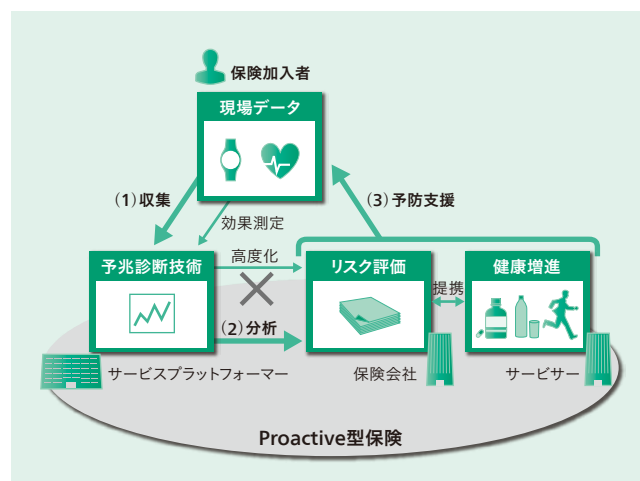 保険加入者
現場データ
(1)収集
(3)予防支援
効果測定
予兆診断技術
高度化
リスク評価
健康増進
提携
(2)分析
サービスプラットフォーマー
保険会社
サービサー
Proactive型保険